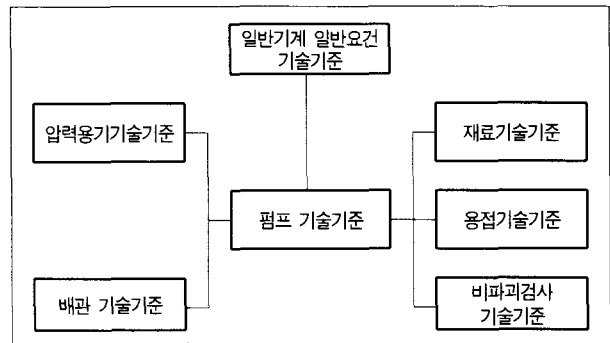 일반기계 일반요건
기술기준
압력용기기술기준
재료기술기준
펌프 기술기준
용접기술기준
배관 기술기준
비파괴검사
기술기준